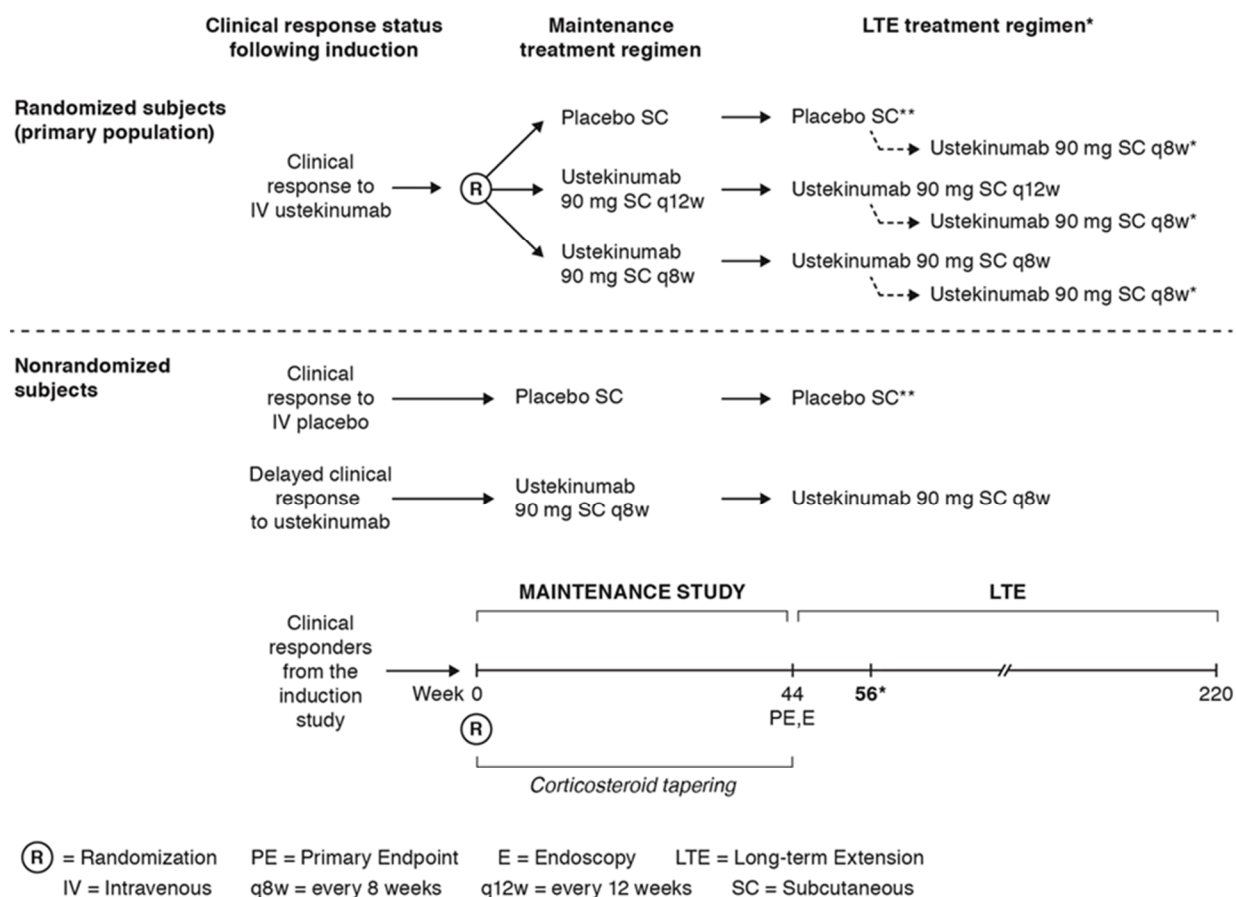 Clinical response status
following induction
Maintenance
treatment regimen
LTE treatment regimen*
Randomized subjects
(primary population)
Clinical
response to
IV ustekinumab
R
Placebo SC
Placebo SC**
Ustekinumab 90 mg SC q8w*
Ustekinumab
90 mg SC q12w
Ustekinumab 90 mg SC q12w
Ustekinumab 90 mg SC q8w*
Ustekinumab
90 mg SC q8w
Ustekinumab 90 mg SC q8w
Ustekinumab 90 mg SC q8w*
Nonrandomized
subjects
Clinical
response to
IV placebo
Placebo SC
Placebo SC**
Delayed clinical
response
to ustekinumab
Ustekinumab
90 mg SC q8w
Ustekinumab 90 mg SC q8w
MAINTENANCE STUDY
LTE
Clinical
responders
from the
induction
study
Week 0
44
56*
220
PE,E
R
Corticosteroid tapering
R = Randomization PE = Primary Endpoint E = Endoscopy LTE = Long-term Extension
IV = Intravenous q8w = every 8 weeks q12w = every 12 weeks SC = Subcutaneous